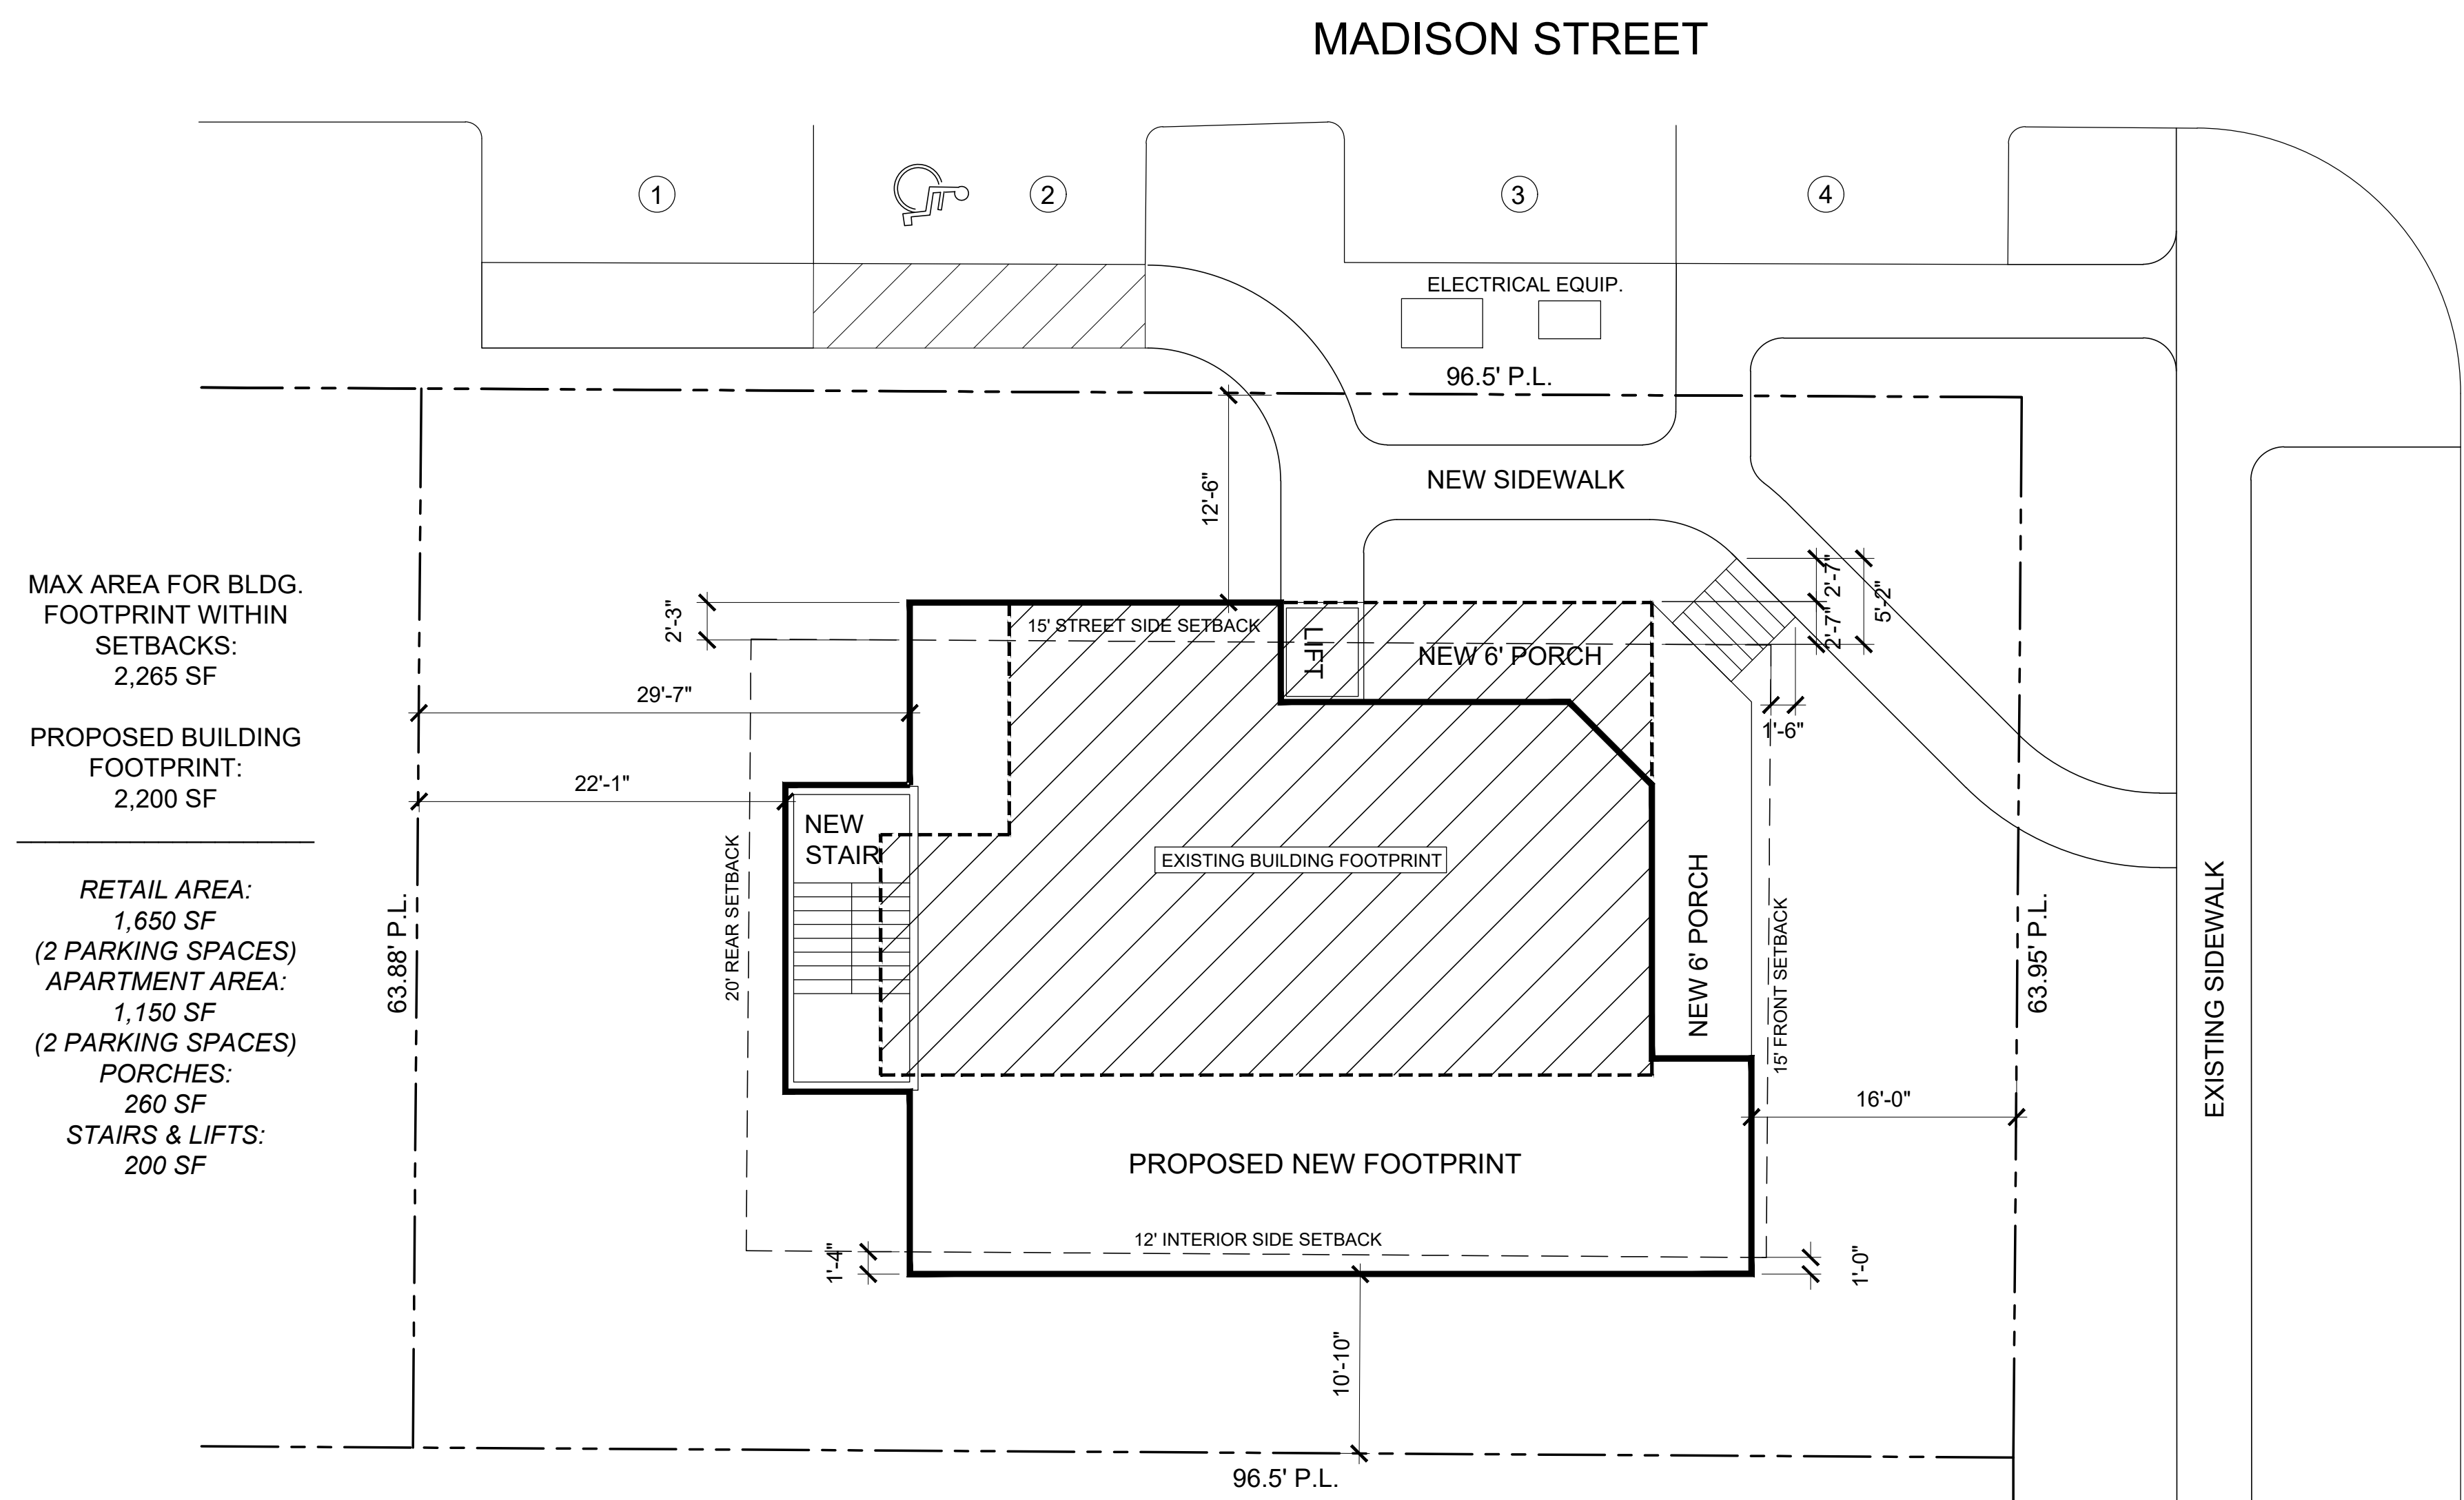 MADISON STREET
1
2
3
4
ELECTRICAL EQUIP.
96.5' P.L.
NEW SIDEWALK
12'-6"
2'-7"
2'-7"
5'-2"
2'-3"
15' STREET SIDE SETBACK
LIFT
NEW 6' PORCH
1'-6"
29'-7"
22'-1"
NEW
STAIR
EXISTING BUILDING FOOTPRINT
20' REAR SETBACK
NEW 6' PORCH
15' FRONT SETBACK
63.88' P.L.
63.95' P.L.
EXISTING SIDEWALK
16'-0"
PROPOSED NEW FOOTPRINT
12' INTERIOR SIDE SETBACK
1'-4"
1'-0"
10'-10"
96.5' P.L.
MAX AREA FOR BLDG.
FOOTPRINT WITHIN
SETBACKS:
2,265 SF
PROPOSED BUILDING
FOOTPRINT:
2,200 SF
RETAIL AREA:
1,650 SF
(2 PARKING SPACES)
APARTMENT AREA:
1,150 SF
(2 PARKING SPACES)
PORCHES:
260 SF
STAIRS & LIFTS:
200 SF